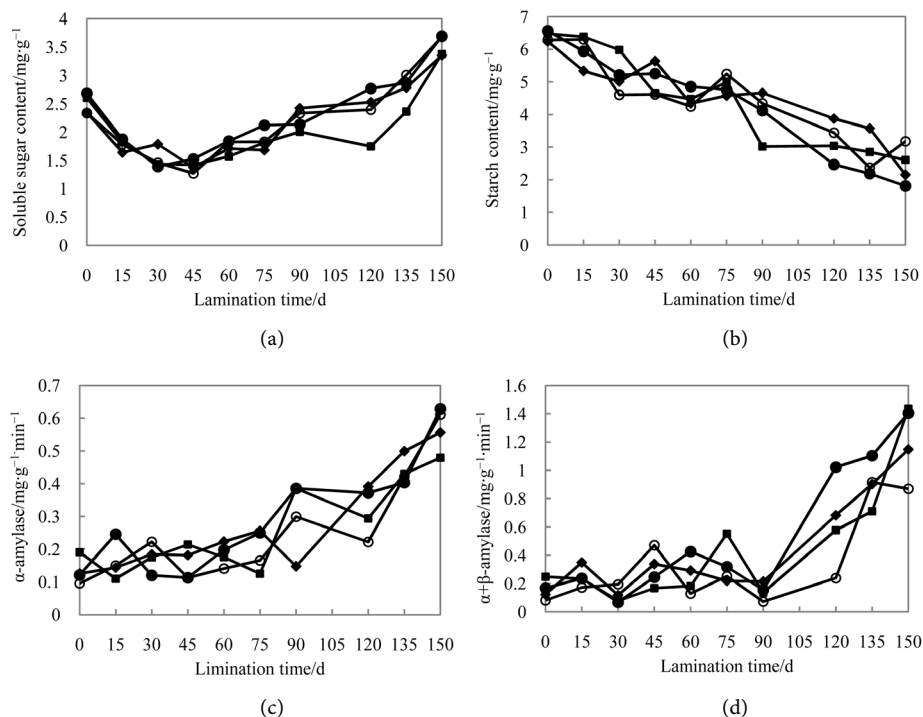 4
3.5
3
2.5
2
1.5
1
0.5
0
Soluble sugar content/mg·g⁻¹
0 15 30 45 60 75 90 105 120 135 150
Lamination time/d
(a)
7
6
5
4
3
2
1
0
Starch content/mg·g⁻¹
0 15 30 45 60 75 90 105 120 135 150
Lamination time/d
(b)
0.7
0.6
0.5
0.4
0.3
0.2
0.1
0
α-amylase/mg·g⁻¹·min⁻¹
0 15 30 45 60 75 90 105 120 135 150
Limination time/d
(c)
1.6
1.4
1.2
1
0.8
0.6
0.4
0.2
0
α+β-amylase/mg·g⁻¹·min⁻¹
0 15 30 45 60 75 90 105 120 135 150
Lamination time/d
(d)